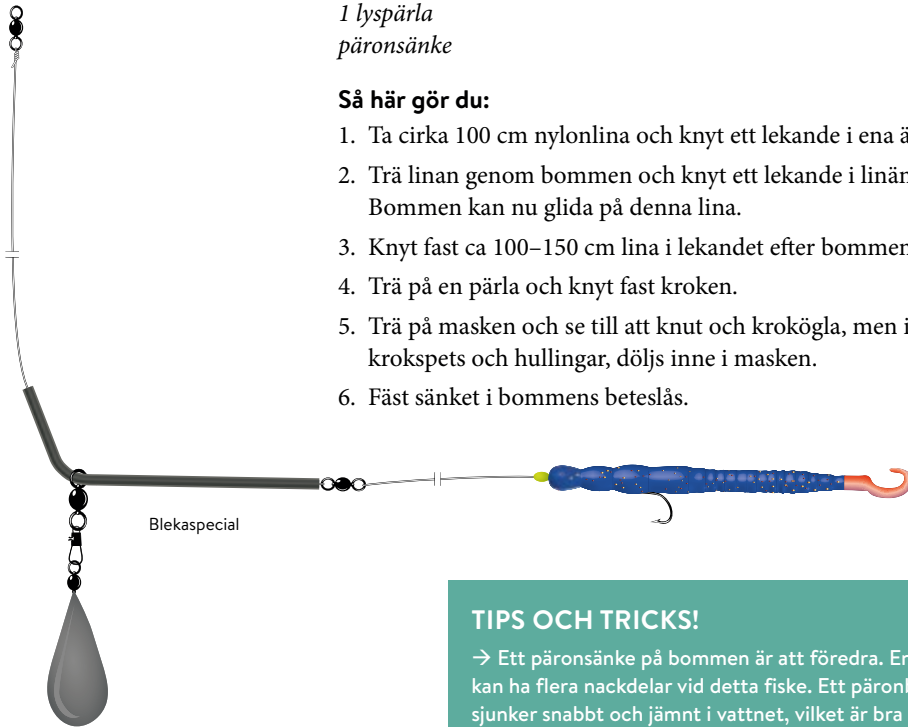 1 lyspärla
päronsänke
Så här gör du:
1. Ta cirka 100 cm nylonlina och knyt ett lekande i ena ä
2. Trä linan genom bommen och knyt ett lekande i linän
Bommen kan nu glida på denna lina.
3. Knyt fast ca 100–150 cm lina i lekandet efter bommen
4. Trä på en pärla och knyt fast kroken.
5. Trä på masken och se till att knut och krokögla, men i
krokspets och hullingar, döljs inne i masken.
6. Fäst sänket i bommens beteslås.
Blekaspecial
TIPS OCH TRICKS!
→ Ett päronsänke på bommen är att föredra. En
kan ha flera nackdelar vid detta fiske. Ett päronl
sjunker snabbt och jämnt i vattnet, vilket är bra